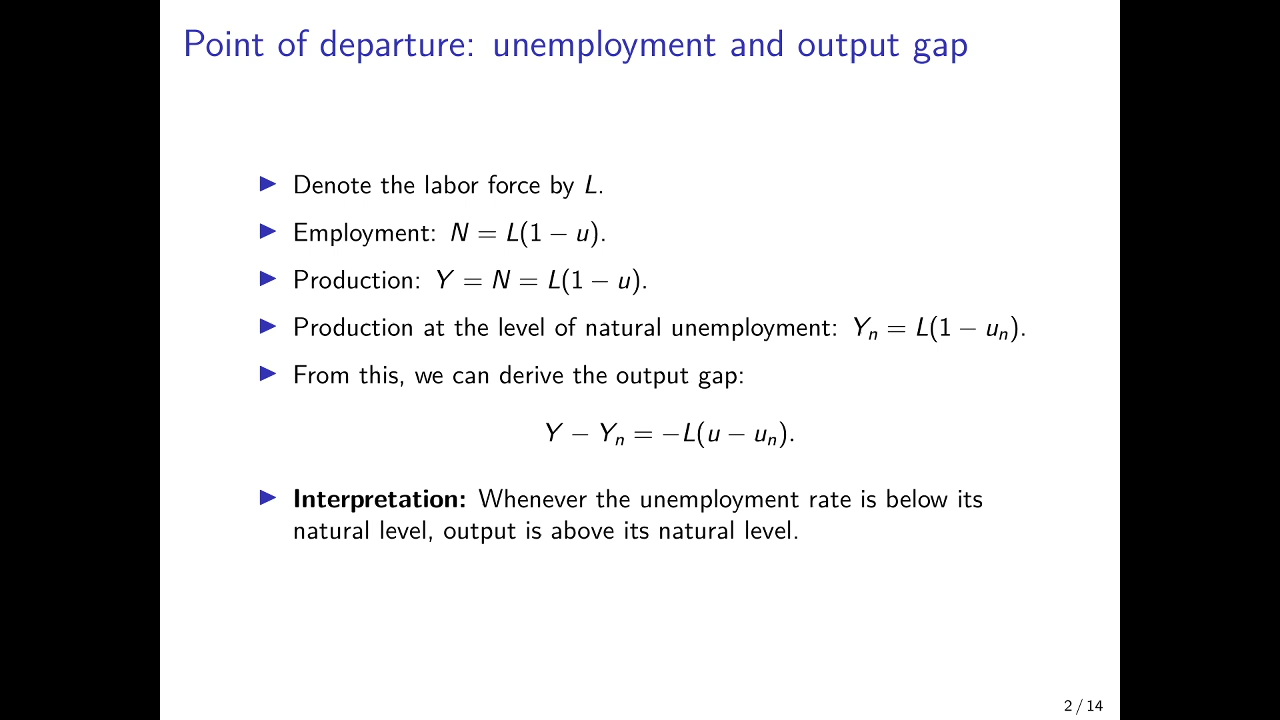 Point of departure: unemployment and output gap
▶ Denote the labor force by L.
▶ Employment: N = L(1 − u).
▶ Production: Y = N = L(1 − u).
▶ Production at the level of natural unemployment: Yₙ = L(1 − uₙ).
▶ From this, we can derive the output gap:
Y − Yₙ = −L(u − uₙ).
▶ Interpretation: Whenever the unemployment rate is below its
natural level, output is above its natural level.
2 / 14